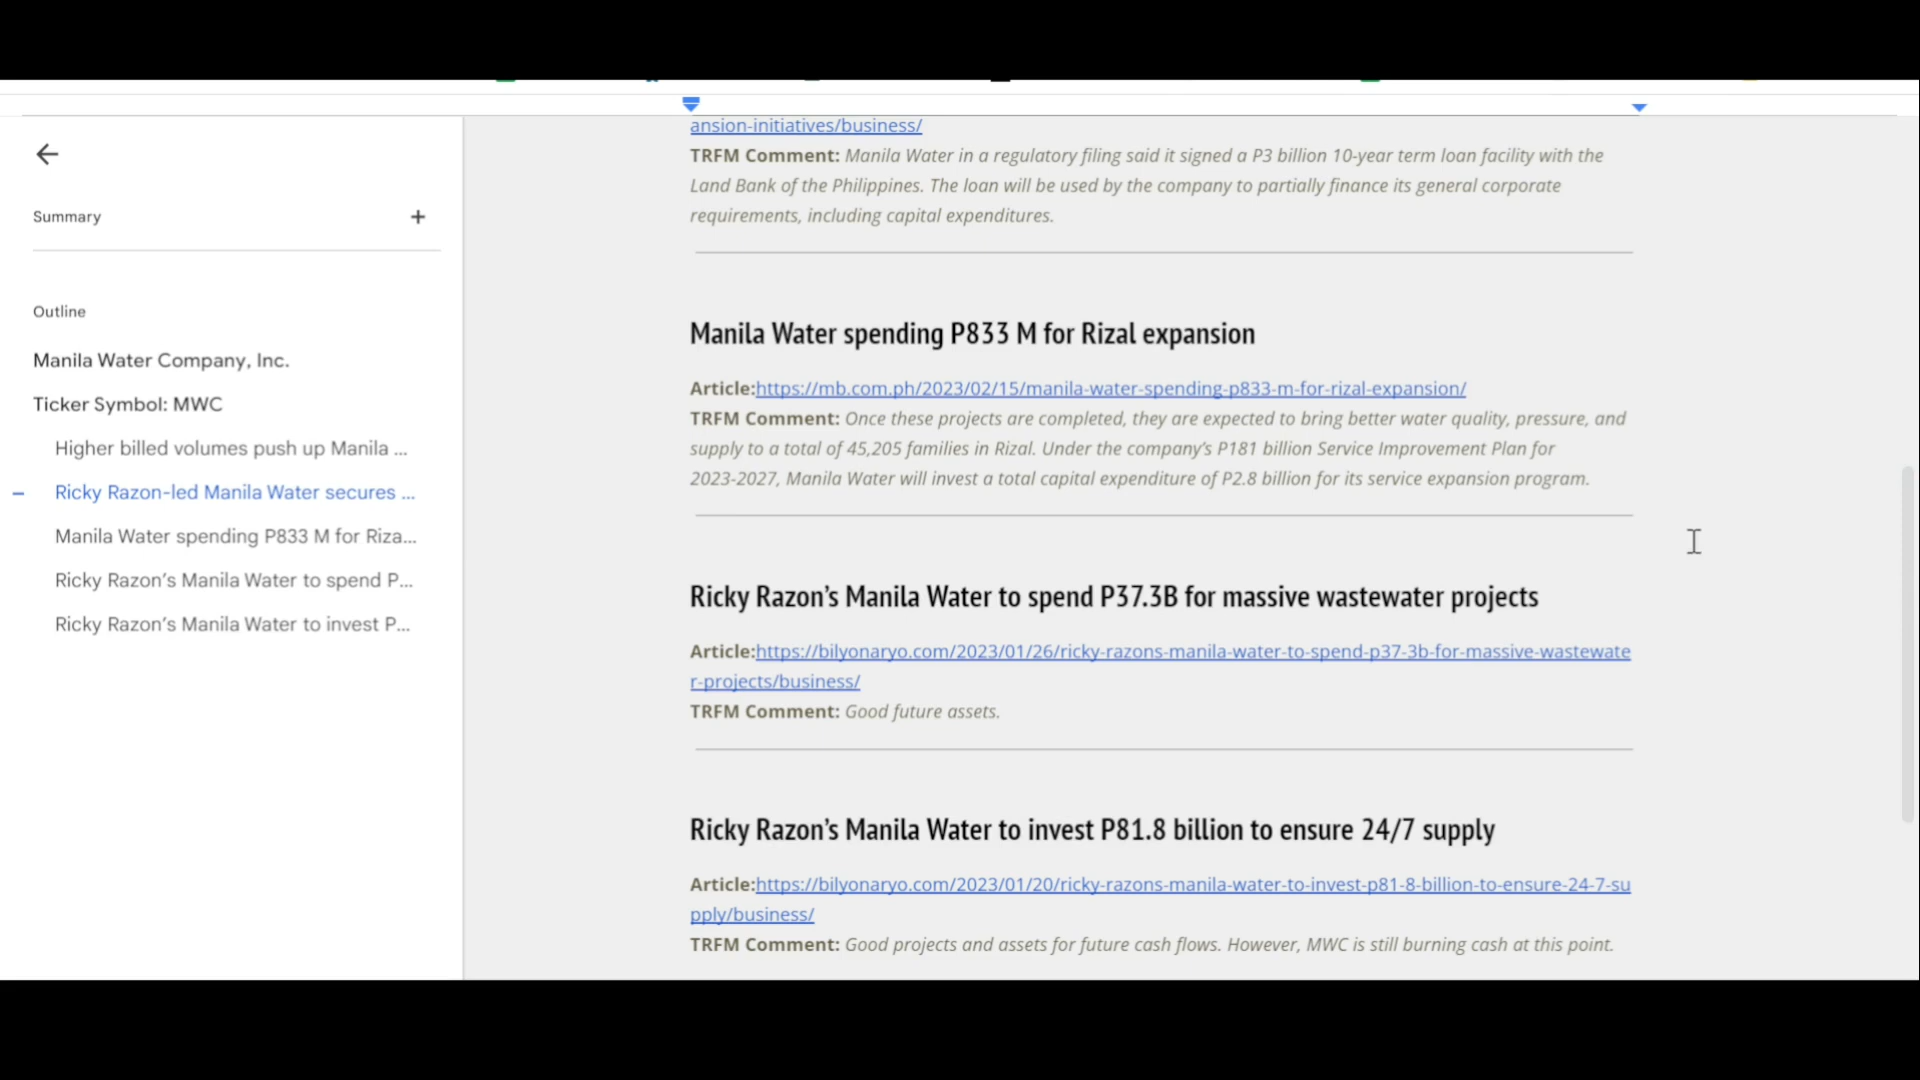 Summary
Outline
Manila Water Company, Inc.
Ticker Symbol: MWC
Higher billed volumes push up Manila ...
Ricky Razon-led Manila Water secures ...
Manila Water spending P833 M for Riza...
Ricky Razon’s Manila Water to spend P...
Ricky Razon’s Manila Water to invest P...
ansion-initiatives/business/
TRFM Comment: Manila Water in a regulatory filing said it signed a P3 billion 10-year term loan facility with the
Land Bank of the Philippines. The loan will be used by the company to partially finance its general corporate
requirements, including capital expenditures.
Manila Water spending P833 M for Rizal expansion
Article:https://mb.com.ph/2023/02/15/manila-water-spending-p833-m-for-rizal-expansion/
TRFM Comment: Once these projects are completed, they are expected to bring better water quality, pressure, and
supply to a total of 45,205 families in Rizal. Under the company’s P181 billion Service Improvement Plan for
2023-2027, Manila Water will invest a total capital expenditure of P2.8 billion for its service expansion program.
Ricky Razon’s Manila Water to spend P37.3B for massive wastewater projects
Article:https://bilyonaryo.com/2023/01/26/ricky-razons-manila-water-to-spend-p37-3b-for-massive-wastewate
r-projects/business/
TRFM Comment: Good future assets.
Ricky Razon’s Manila Water to invest P81.8 billion to ensure 24/7 supply
Article:https://bilyonaryo.com/2023/01/20/ricky-razons-manila-water-to-invest-p81-8-billion-to-ensure-24-7-su
pply/business/
TRFM Comment: Good projects and assets for future cash flows. However, MWC is still burning cash at this point.